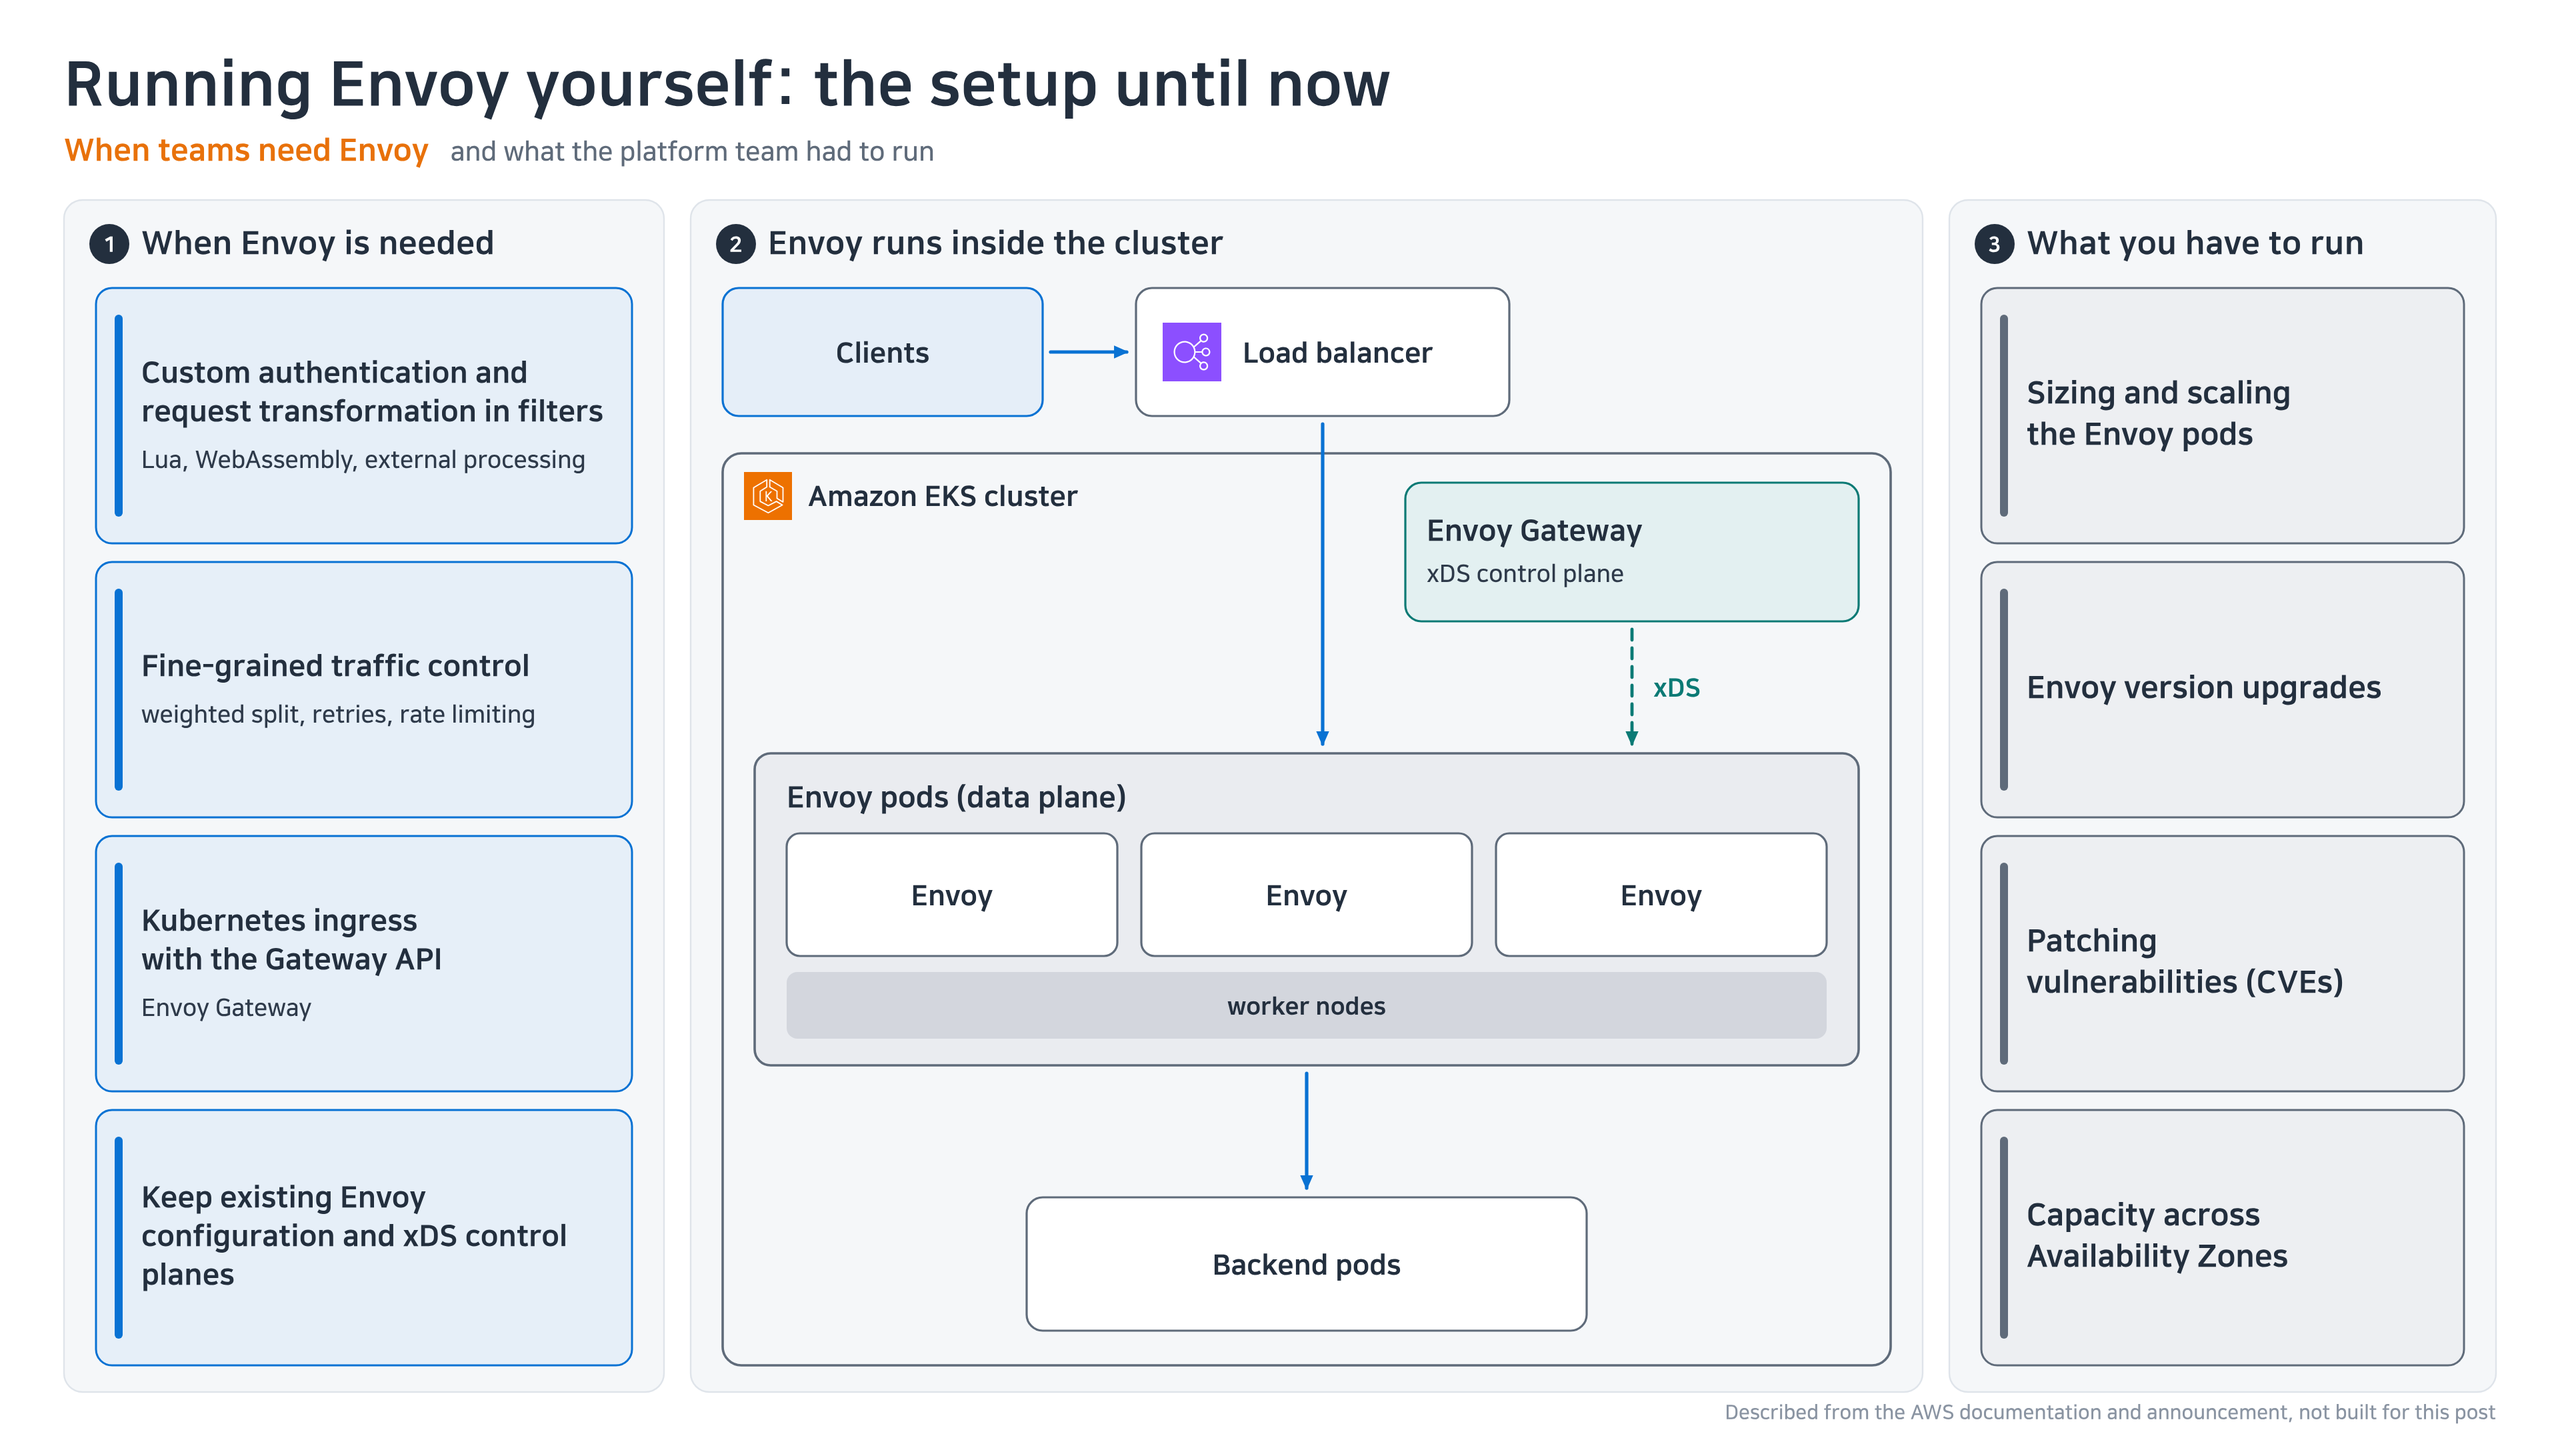 Running Envoy yourself: the setup until now
When teams need Envoy and what the platform team had to run
1 When Envoy is needed
Custom authentication and
request transformation in filters
Lua, WebAssembly, external processing
Fine-grained traffic control
weighted split, retries, rate limiting
Kubernetes ingress
with the Gateway API
Envoy Gateway
Keep existing Envoy
configuration and xDS control
planes
2 Envoy runs inside the cluster
Clients
Load balancer
Amazon EKS cluster
Envoy Gateway
xDS control plane
xDS
Envoy pods (data plane)
Envoy
Envoy
Envoy
worker nodes
Backend pods
3 What you have to run
Sizing and scaling
the Envoy pods
Envoy version upgrades
Patching
vulnerabilities (CVEs)
Capacity across
Availability Zones
Described from the AWS documentation and announcement, not built for this post